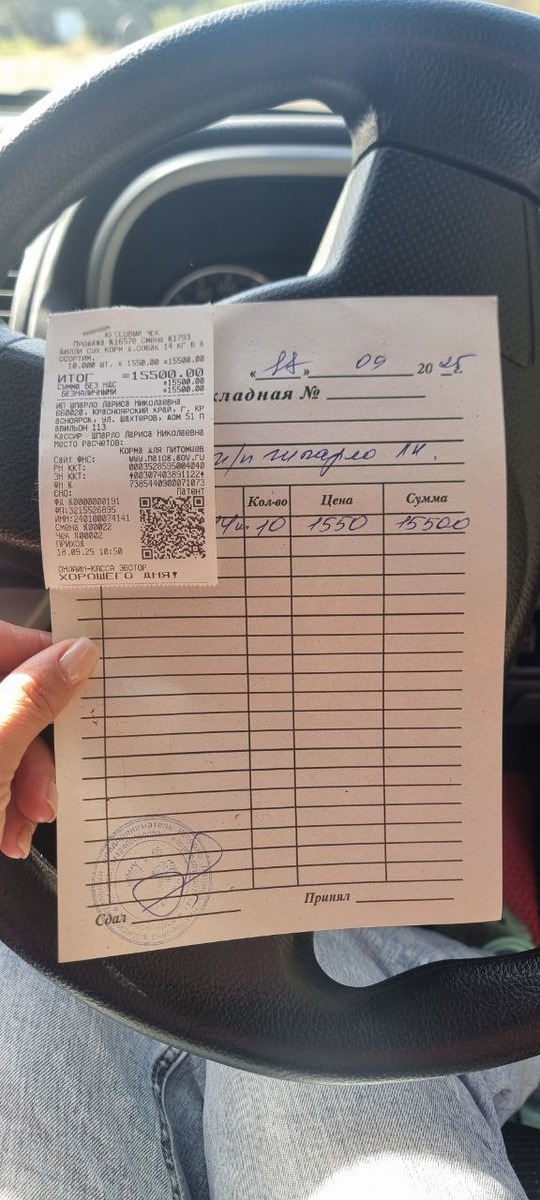 КАССОВЫЙ ЧЕК
Продажа №16578 Смена №1793
ЧИЛЛИ СУХ КОРМ Д.СОБАК 14 КГ В А
ССОРТИМ.
10.000 шт. X 1550.00 =15500.00
ИТОГ =15500.00
СУММА БЕЗ НДС =15500.00
БЕЗНАЛИЧНЫМИ =15500.00
ИП ШПАРЛО ЛАРИСА НИКОЛАЕВНА
660020, КРАСНОЯРСКИЙ КРАЙ, Г. КР
АСНОЯРСК, УЛ. ШАХТЕРОВ, ДОМ 51 П
АВИЛЬОН 113
КАССИР ШПАРЛО ЛАРИСА НИКОЛАЕВНА
МЕСТО РАСЧЕТОВ:
КОРМА ДЛЯ ПИТОМЦЕВ
САЙТ ФНС: www.nalog.gov.ru
РН ККТ: 0003528595004040
ЗН ККТ: *00307403891122*
ФН № 7385440900071073
СНО: ПАТЕНТ
ФД №0000000191
ФП:3215526895
ИНН:240100074141
СМЕНА №00022
ЧЕК №00002
ПРИХОД
18.09.25 10:50
ОНЛАЙН-КАССА ЭВОТОР
ХОРОШЕГО ДНЯ!
«18» 09 2025 г.
кладная №
и/п Шпарло Л.Н.
Кол-во Цена Сумма
10 1550 15500
Сдал
Принял